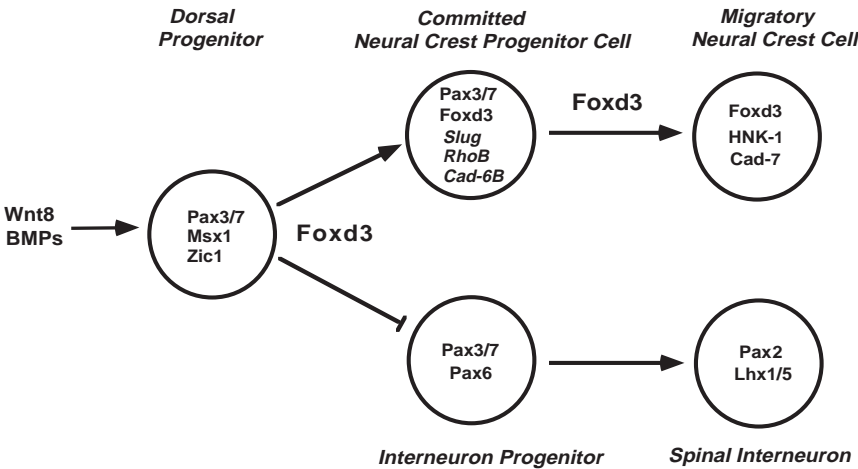 Dorsal
Progenitor
Committed
Neural Crest Progenitor Cell
Migratory
Neural Crest Cell
Pax3/7
Foxd3
Slug
RhoB
Cad-6B
Foxd3
Foxd3
HNK-1
Cad-7
Wnt8
BMPs
Pax3/7
Msx1
Zic1
Foxd3
Pax3/7
Pax6
Pax2
Lhx1/5
Interneuron Progenitor
Spinal Interneuron